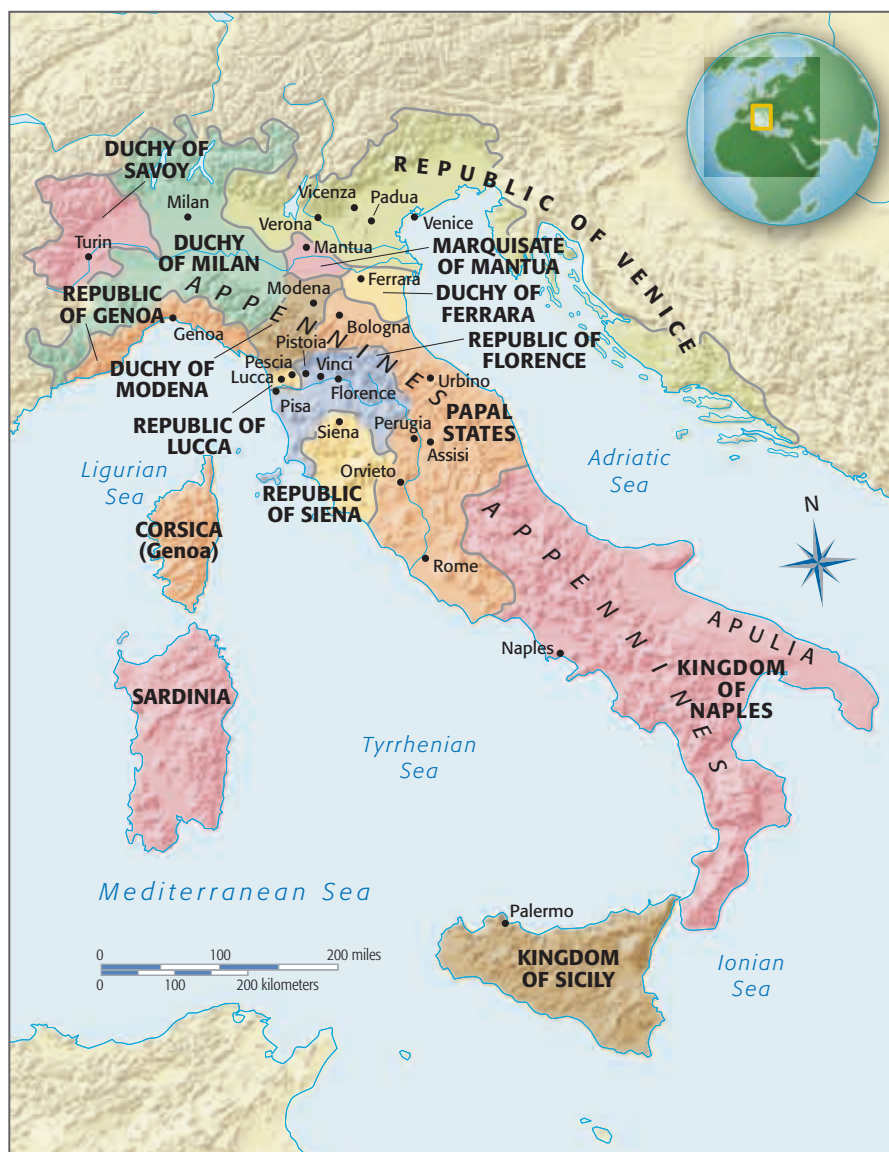 DUCHY OF
SAVOY
REPUBLIC OF VENICE
Vicenza
Padua
Milan
Verona
Venice
Turin
DUCHY
OF MILAN
Mantua
MARQUISATE
OF MANTUA
REPUBLIC
OF GENOA
APPENNINES
Modena
Ferrara
DUCHY OF
FERRARA
Genoa
Bologna
REPUBLIC OF
FLORENCE
DUCHY OF
MODENA
Pistoia
Pescia
Vinci
Lucca
Florence
Urbino
Pisa
REPUBLIC OF
LUCCA
Siena
Perugia
PAPAL
STATES
Assisi
Ligurian
Sea
Orvieto
REPUBLIC
OF SIENA
Adriatic
Sea
CORSICA
(Genoa)
N
APPENNINES
Rome
APULIA
Naples
KINGDOM
OF
NAPLES
SARDINIA
Tyrrhenian
Sea
Mediterranean Sea
Palermo
KINGDOM
OF SICILY
Ionian
Sea
0 100 200 miles
0 100 200 kilometers